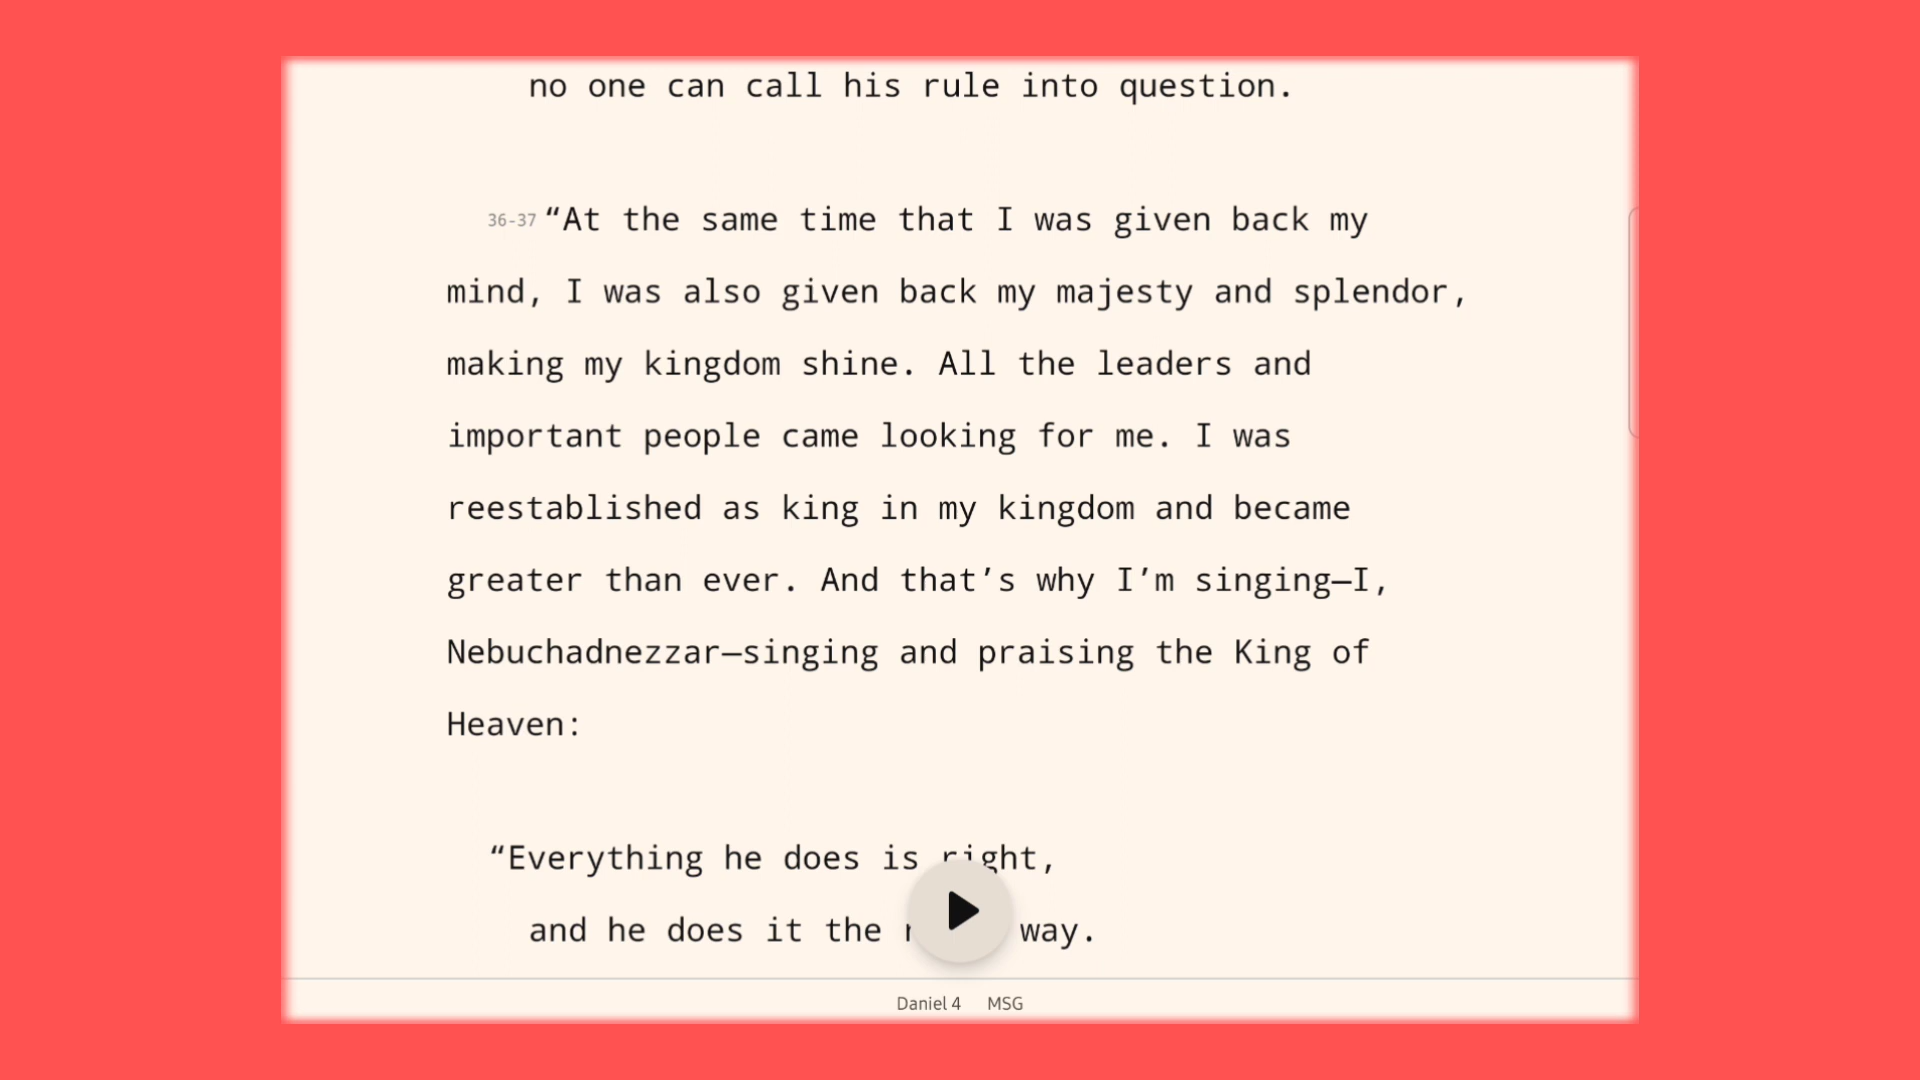 no one can call his rule into question.
36-37 “At the same time that I was given back my
mind, I was also given back my majesty and splendor,
making my kingdom shine. All the leaders and
important people came looking for me. I was
reestablished as king in my kingdom and became
greater than ever. And that’s why I’m singing—I,
Nebuchadnezzar—singing and praising the King of
Heaven:
“Everything he does is right,
and he does it the way.
Daniel 4 MSG